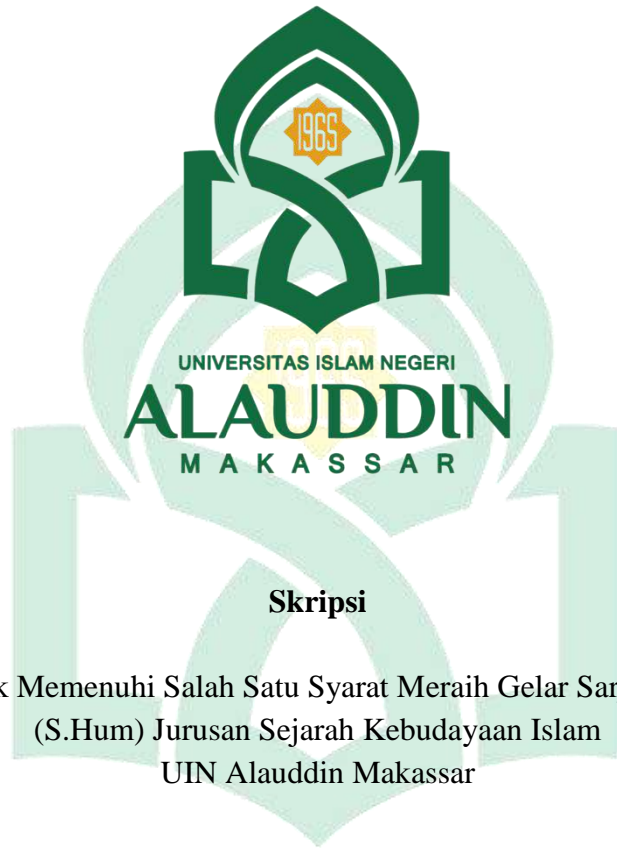 1965
UNIVERSITAS ISLAM NEGERI
ALAUDDIN
MAKASSAR
Skripsi
Memenuhi Salah Satu Syarat Meraih Gelar
(S.Hum) Jurusan Sejarah Kebudayaan Islam
UIN Alauddin Makassar